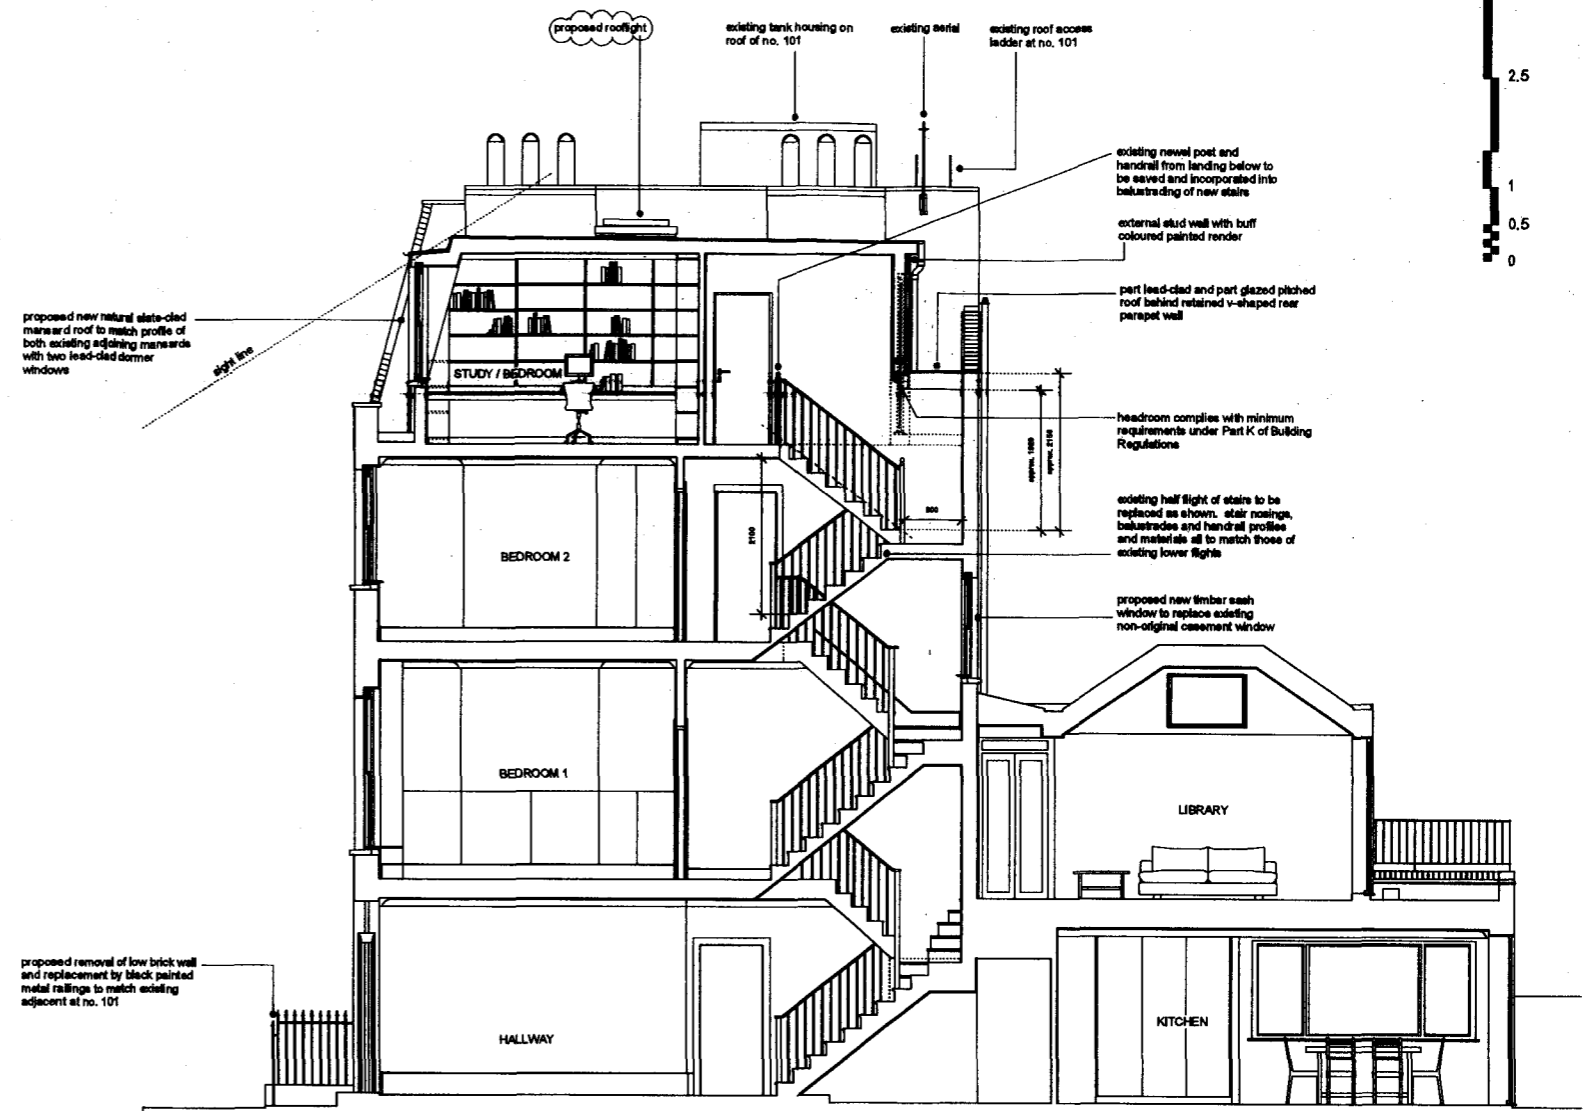 proposed rooflight
existing tank housing on
roof of no. 101
existing aerial
existing roof access
ladder at no. 101
2.5
1
0.5
0
existing newel post and
handrail from landing below to
be saved and incorporated into
balustrading of new stairs
external stud wall with buff
coloured painted render
part lead-clad and part glazed pitched
roof behind retained v-shaped rear
parapet wall
proposed new natural slate-clad
mansard roof to match profile of
both existing adjoining mansards
with two lead-clad dormer
windows
sight line
STUDY / BEDROOM
headroom complies with minimum
requirements under Part K of Building
Regulations
approx. 2150
existing half flight of stairs to be
replaced as shown. stair nosings,
balustrades and handrail profiles
and materials all to match those of
existing lower flights
2100
BEDROOM 2
proposed new timber sash
window to replace existing
non-original casement window
BEDROOM 1
LIBRARY
proposed removal of low brick wall
and replacement by black painted
metal railings to match existing
adjacent at no. 101
HALLWAY
KITCHEN